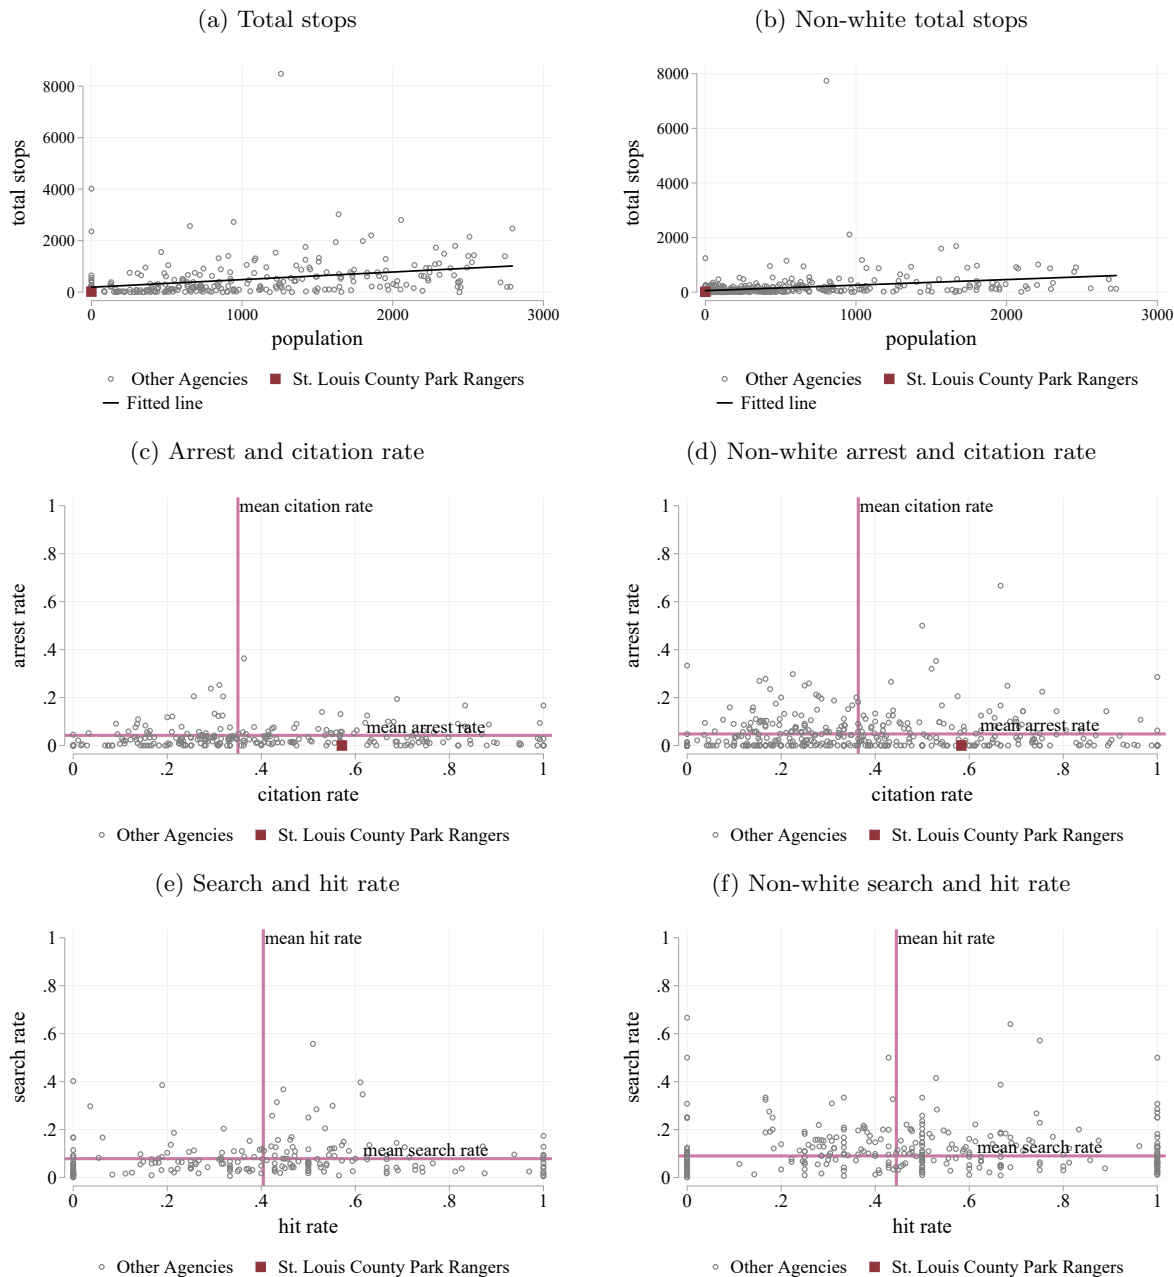 (a) Total stops
(b) Non-white total stops
total stops
8000
6000
4000
2000
0
0 1000 2000 3000
population
Other Agencies St. Louis County Park Rangers
Fitted line
total stops
8000
6000
4000
2000
0
0 1000 2000 3000
population
Other Agencies St. Louis County Park Rangers
Fitted line
(c) Arrest and citation rate
(d) Non-white arrest and citation rate
arrest rate
1
.8
.6
.4
.2
0
mean citation rate
mean arrest rate
0 .2 .4 .6 .8 1
citation rate
Other Agencies St. Louis County Park Rangers
arrest rate
1
.8
.6
.4
.2
0
mean citation rate
mean arrest rate
0 .2 .4 .6 .8 1
citation rate
Other Agencies St. Louis County Park Rangers
(e) Search and hit rate
(f) Non-white search and hit rate
search rate
1
.8
.6
.4
.2
0
mean hit rate
mean search rate
0 .2 .4 .6 .8 1
hit rate
Other Agencies St. Louis County Park Rangers
search rate
1
.8
.6
.4
.2
0
mean hit rate
mean search rate
0 .2 .4 .6 .8 1
hit rate
Other Agencies St. Louis County Park Rangers